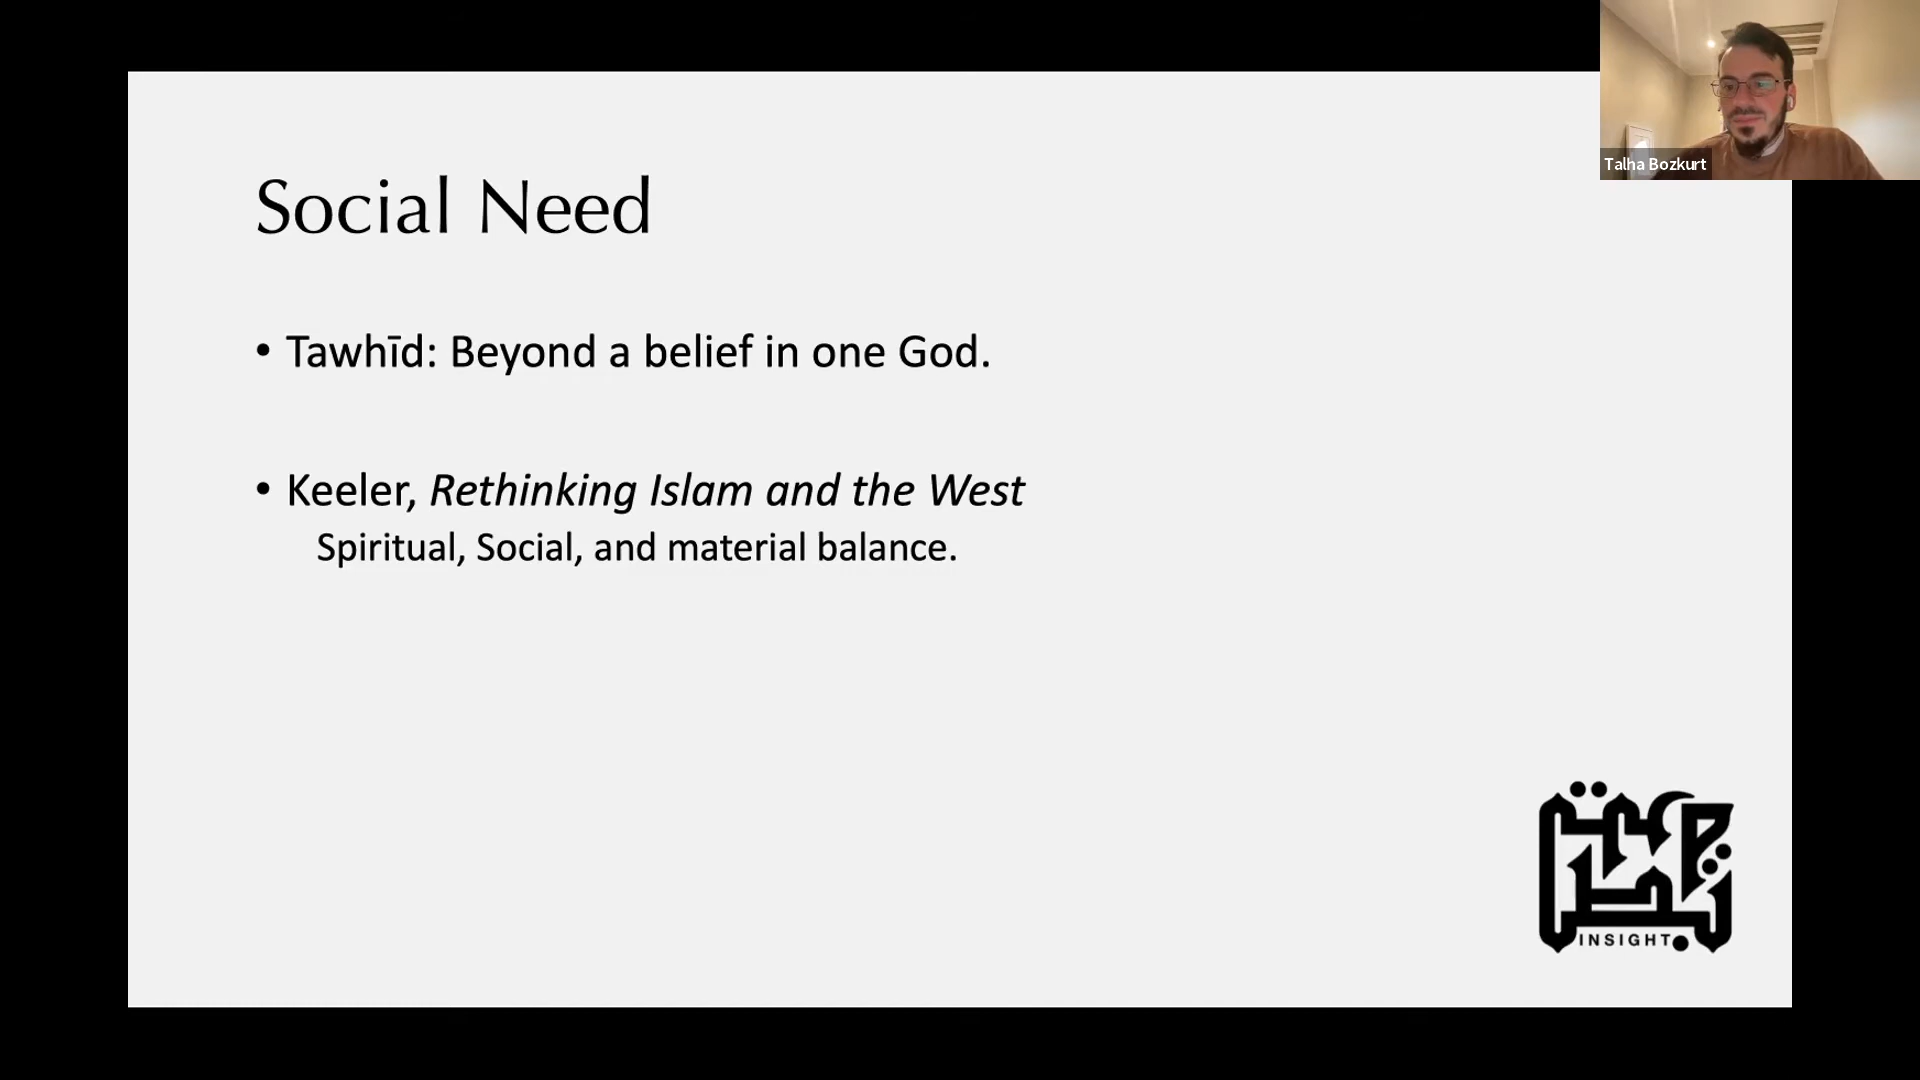 Social Need
• Tawhīd: Beyond a belief in one God.
• Keeler, Rethinking Islam and the West
Spiritual, Social, and material balance.
Talha Bozkurt
INSIGHT